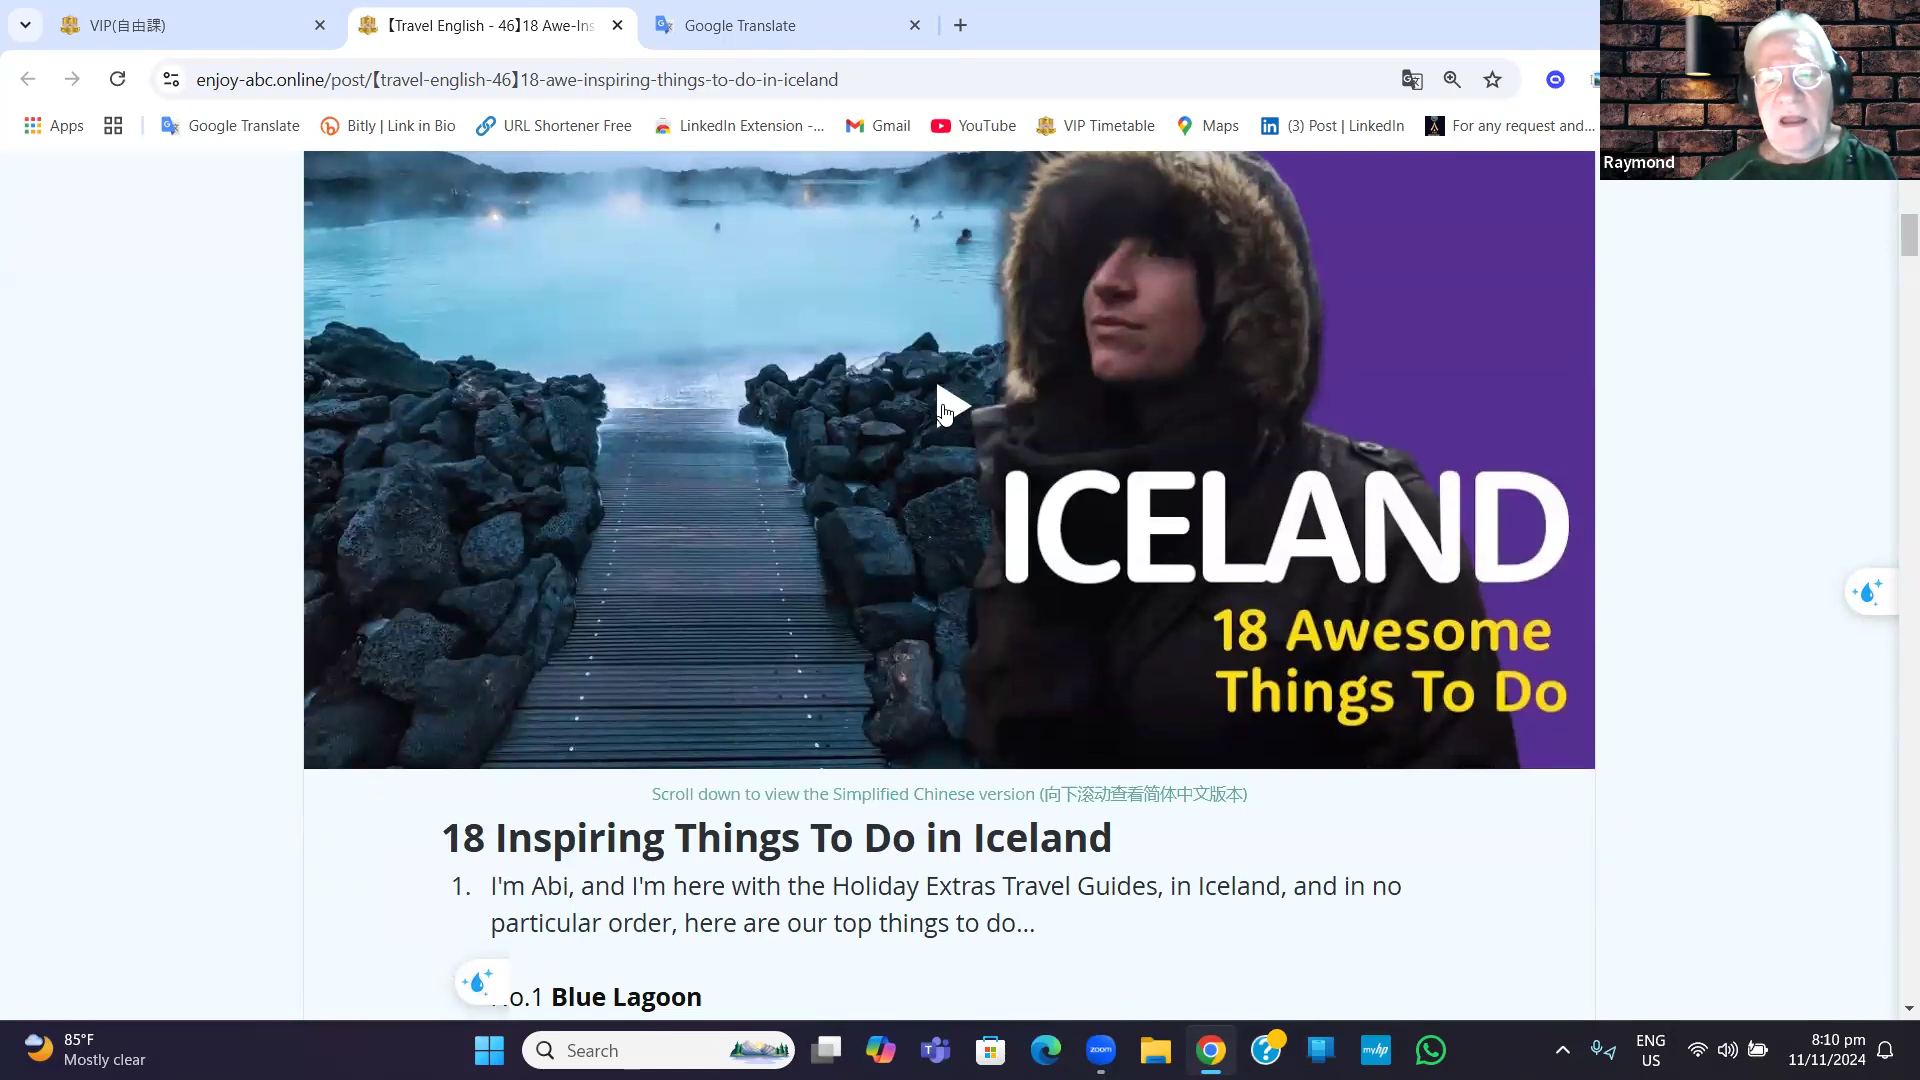 VIP(自由課)
【Travel English - 46】18 Awe-Ins
Google Translate
enjoy-abc.online/post/【travel-english-46】18-awe-inspiring-things-to-do-in-iceland
Apps
Google Translate
Bitly | Link in Bio
URL Shortener Free
LinkedIn Extension -...
Gmail
YouTube
VIP Timetable
Maps
(3) Post | LinkedIn
For any request and...
Raymond
ICELAND
18 Awesome
Things To Do
Scroll down to view the Simplified Chinese version (向下滚动查看简体中文版本)
18 Inspiring Things To Do in Iceland
1. I'm Abi, and I'm here with the Holiday Extras Travel Guides, in Iceland, and in no
particular order, here are our top things to do...
o.1 Blue Lagoon
85°F
Mostly clear
Search
zoom
myhp
ENG
US
8:10 pm
11/11/2024